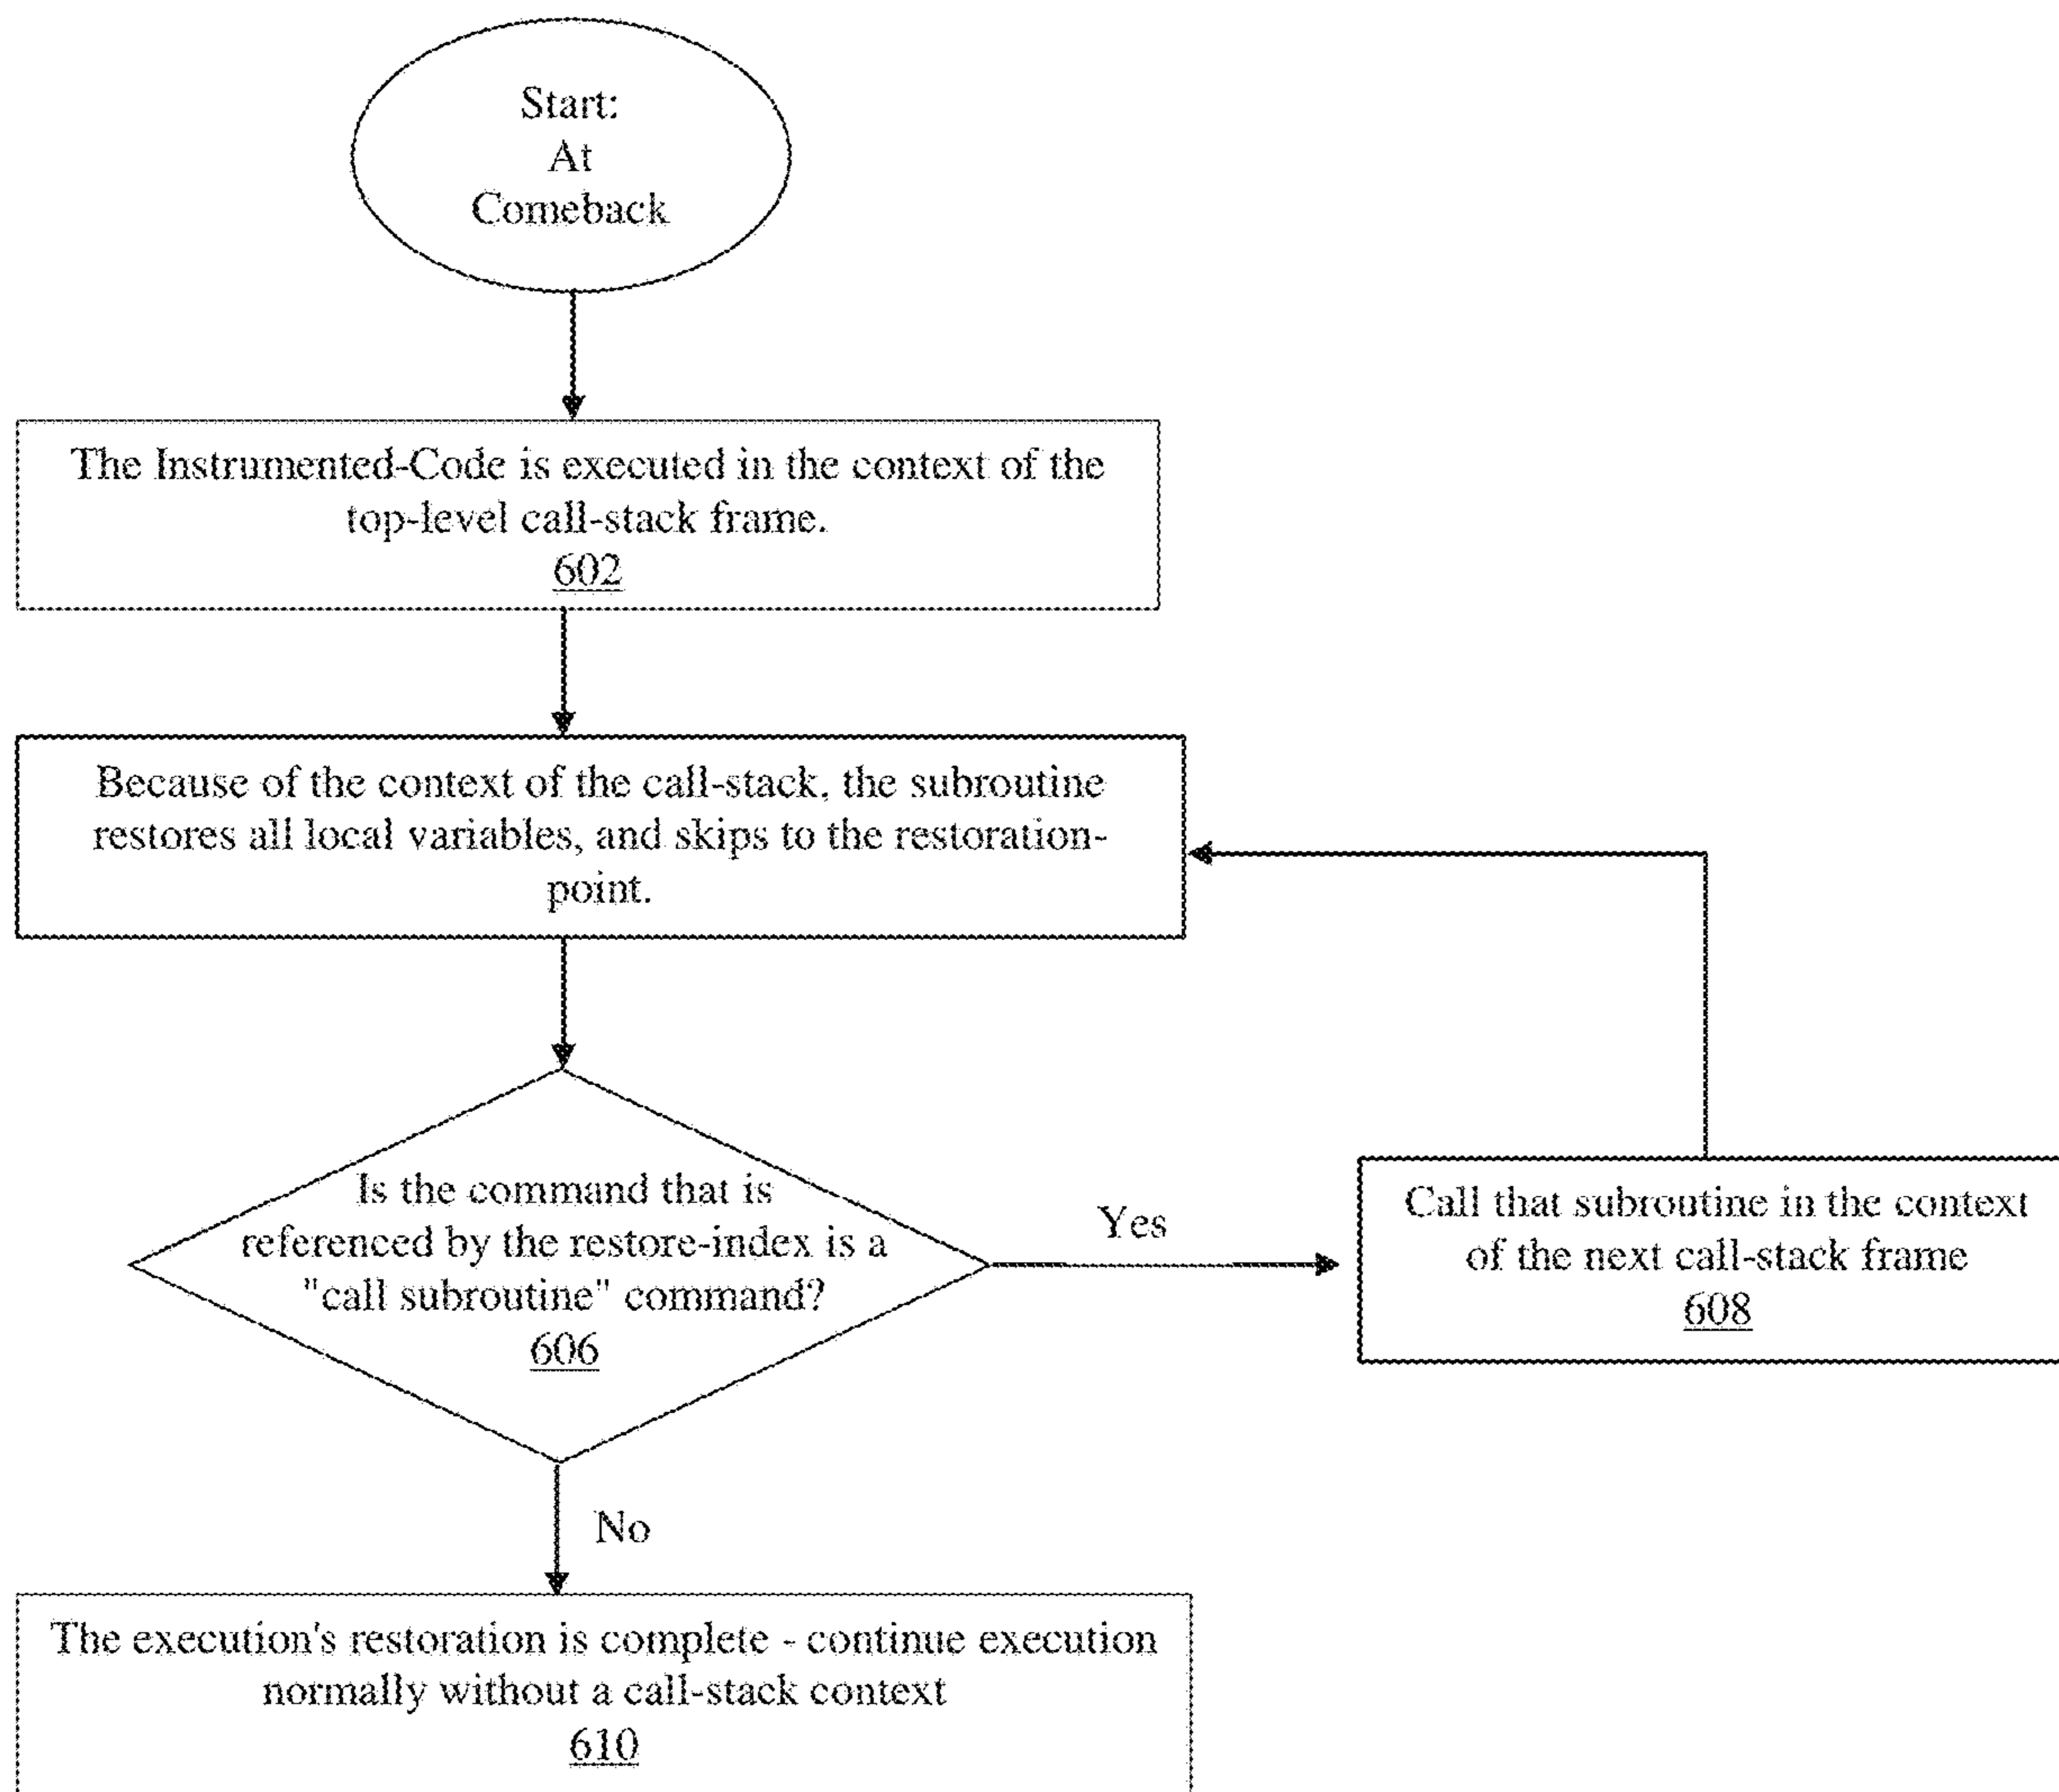 Start:
At
Comeback
The Instrumented-Code is executed in the context of the
top-level call-stack frame.
602
Because of the context of the call-stack, the subroutine
restores all local variables, and skips to the restoration-
point.
Is the command that is
referenced by the restore-index is a
"call subroutine" command?
606
Yes
Call that subroutine in the context
of the next call-stack frame
608
No
The execution's restoration is complete - continue execution
normally without a call-stack context
610